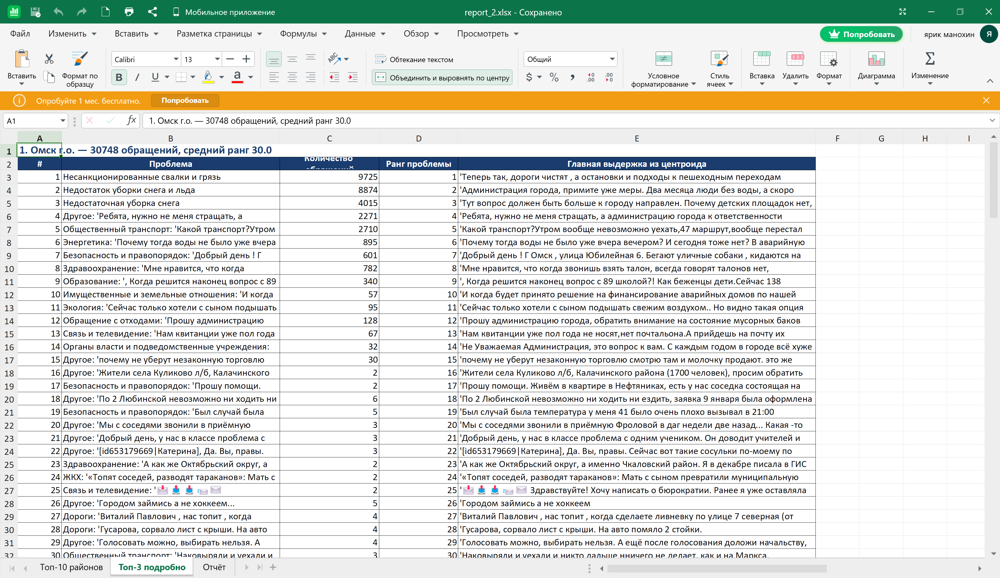 Мобильное приложение
report_2.xlsx - Сохранено
Файл Изменить Вставить Разметка страницы Формулы Данные Обзор Просмотреть Попробовать ярик манохин Я
Вставить Формат по образцу Calibri 13 ABC Обтекание текстом Общий Условное форматирование Стиль ячеек Вставка Удалить Формат Диаграмма Изменение
B I U a Объединить и выровнять по центру $ % , .00 .00
Опробуйте 1 мес. бесплатно. Попробовать
A1 fx 1. Омск г.о. — 30748 обращений, средний ранг 30.0
A B C D E F G H I
1 1. Омск г.о. — 30748 обращений, средний ранг 30.0
2 # Проблема Количество обращений Ранг проблемы Главная выдержка из центроида
3 1 Несанкционированные свалки и грязь 9725 1 'Теперь так, дороги чистят , а остановки и подходы к пешеходным переходам
4 2 Недостаток уборки снега и льда 8874 2 'Администрация города, примите уже меры. Два месяца люди без воды, а скоро
5 3 Недостаточная уборка снега 4015 3 'Тут вопрос должен быть больше к городу направлен. Почему детских площадок нет,
6 4 Другое: 'Ребята, нужно не меня стращать, а 2271 4 'Ребята, нужно не меня стращать, а администрацию города к ответственности
7 5 Общественный транспорт: 'Какой транспорт?Утром 2710 5 'Какой транспорт?Утром вообще невозможно уехать,47 маршрут,вообще перестал
8 6 Энергетика: 'Почему тогда воды не было уже вчера 895 6 'Почему тогда воды не было уже вчера вечером? И сегодня тоже нет? В аварийную
9 7 Безопасность и правопорядок: 'Добрый день ! Г 601 7 'Добрый день ! Г Омск , улица Юбилейная 6. Бегают уличные собаки , кидаются на
10 8 Здравоохранение: 'Мне нравится, что когда 782 8 'Мне нравится, что когда звонишь взять талон, всегда говорят талонов нет,
11 9 Образование: ', Когда решится наконец вопрос с 89 340 9 ', Когда решится наконец вопрос с 89 школой?! Как беженцы дети.Сейчас 138
12 10 Имущественные и земельные отношения: 'И когда 57 10 'И когда будет принято решение на финансирование аварийных домов по нашей
13 11 Экология: 'Сейчас только хотели с сыном подышать 95 11 'Сейчас только хотели с сыном подышать свежим воздухом.. Но видно такая опция
14 12 Обращение с отходами: 'Прошу администрацию 128 12 'Прошу администрацию города, обратить внимание на состояние мусорных баков
15 13 Связь и телевидение: 'Нам квитанции уже пол года 67 13 'Нам квитанции уже пол года не носят,нет почтальона.А прийдешь на почту их
16 14 Органы власти и подведомственные учреждения: 32 14 'Не Уважаемая Администрация, это вопрос к вам. С каждым годом в городе всё хуже
17 15 Другое: 'почему не уберут незаконную торговлю 30 15 'почему не уберут незаконную торговлю смотрю там и молочку продают. это же
18 16 Другое: 'Жители села Куликово л/б, Калачинского 2 16 'Жители села Куликово л/б, Калачинского района (1700 человек), просим обратить
19 17 Безопасность и правопорядок: 'Прошу помощи. 2 17 'Прошу помощи. Живём в квартире в Нефтяниках, есть у нас соседка состоящая на
20 18 Другое: 'По 2 Любинской невозможно ни ходить ни 6 18 'По 2 Любинской невозможно ни ходить ни ездить, заявка 9 января была оформлена
21 19 Безопасность и правопорядок: 'Был случай была 5 19 'Был случай была температура у меня 41 было очень плохо вызывал в 21:00
22 20 Другое: 'Мы с соседями звонили в приёмную 3 20 'Мы с соседями звонили в приёмную Фроловой в даг недели две назад... Какая -то
23 21 Другое: 'Добрый день, у нас в классе проблема с 3 21 'Добрый день, у нас в классе проблема с одним учеником. Он доводит учителей и
24 22 Другое: '[id653179669|Катерина], Да. Вы, правы. 3 22 '[id653179669|Катерина], Да. Вы, правы. Сейчас вот такие сосульки по-моему по
25 23 Здравоохранение: 'А как же Октябрьский округ, а 2 23 'А как же Октябрьский округ, а именно Чкаловский район. Я в декабре писала в ГИС
26 24 ЖКХ: '«Топят соседей, разводят тараканов»: Мать с 2 24 '«Топят соседей, разводят тараканов»: Мать с сыном превратили муниципальную
27 25 Связь и телевидение: '📩 📤 📥 📨 ✉ 2 25 '📩 📤 📥 📨 ✉ Здравствуйте! Хочу написать о бюрократии. Ранее я уже оставляла
28 26 Другое: 'Городом займись а не хоккеем... 5 26 'Городом займись а не хоккеем
29 27 Дороги: 'Виталий Павлович , нас топит , когда 4 27 'Виталий Павлович , нас топит , когда сделаете ливневку по улице 7 северная (от
30 28 Дороги: 'Гусарова, сорвало лист с крыши. На авто 4 28 'Гусарова, сорвало лист с крыши. На авто помяло 2 стойки.
31 29 Другое: 'Голосовать можно, выбирать нельзя. А 4 29 'Голосовать можно, выбирать нельзя. А ещё после голосования доложи начальству,
32 30 Общественный транспорт: 'Наковыряли и уехали и 3 30 'Наковыряли и уехали и никто дальше нничего не делает, как и на Маркса.
Топ-10 районов Топ-3 подробно Отчёт